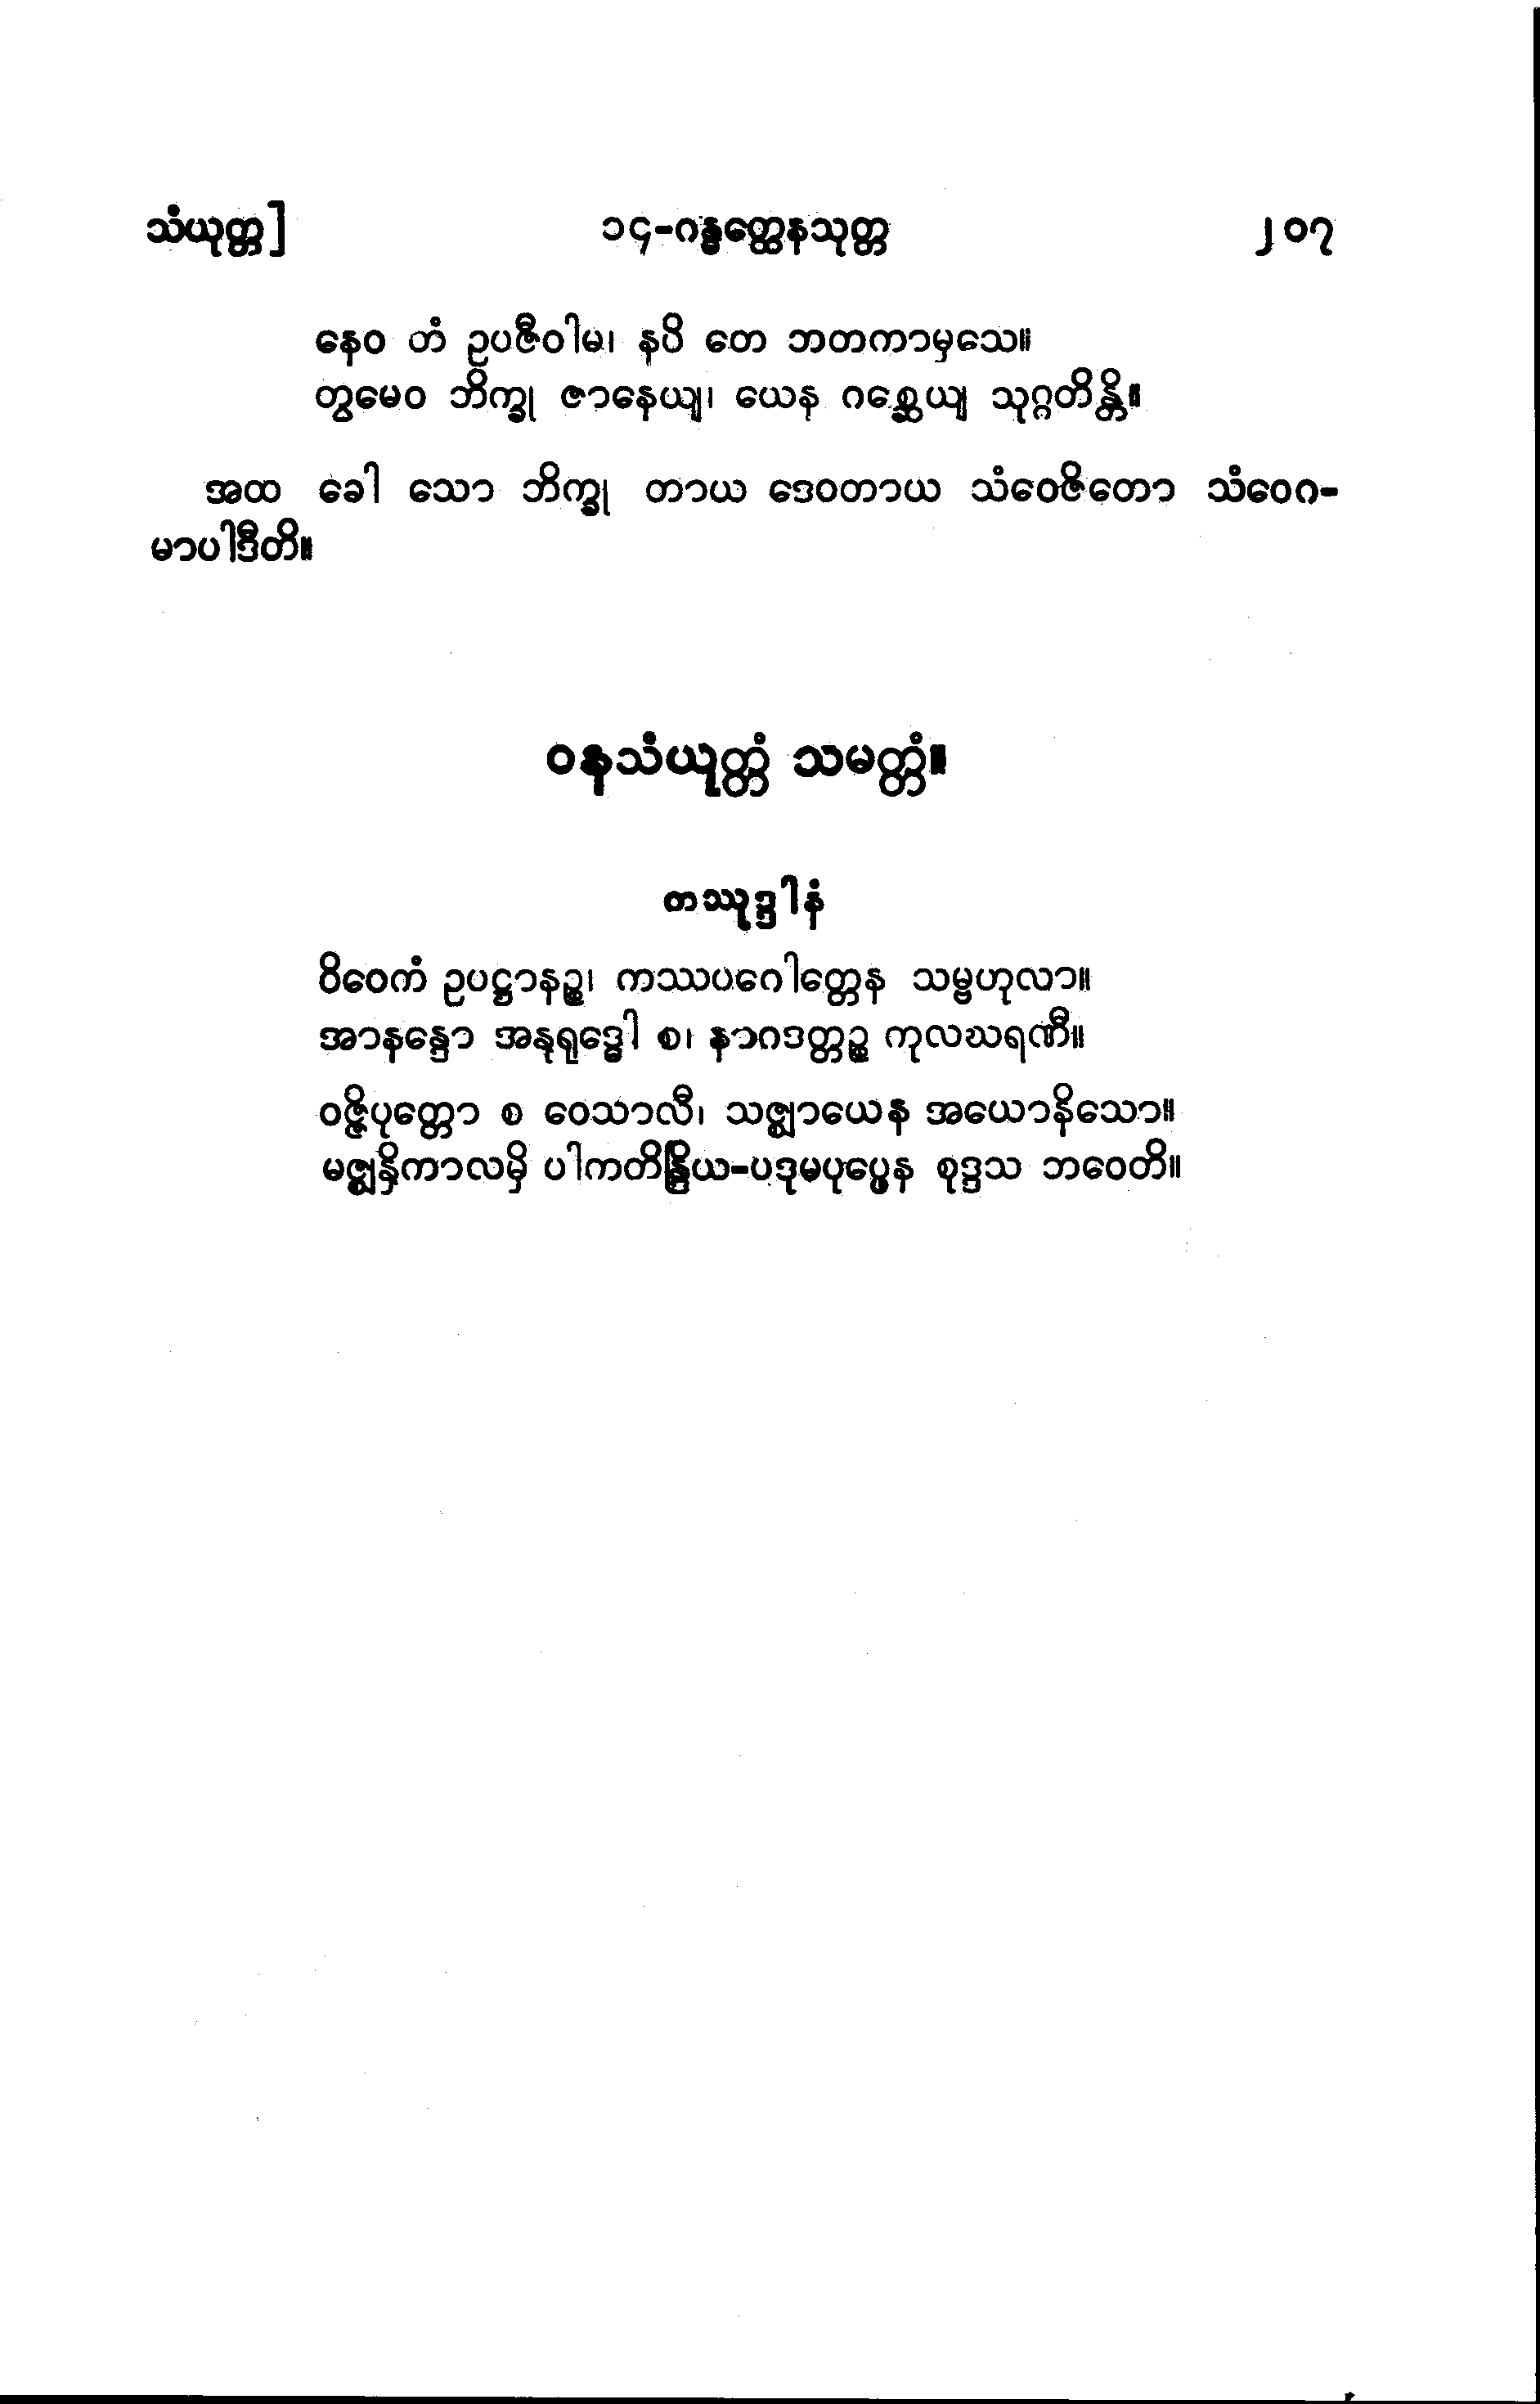 သံယုတ္တ] ၁၄-ဂန္ဓတ္ထေနသုတ္တ ၂၀၇
နေဝ တံ ဥပဇီဝါမ၊ နပိ တေ ဘတကာမှသေ။
တွမေဝ ဘိက္ခု ဇာနေယျ၊ ယေန ဂစ္ဆေယျ သုဂ္ဂတိန္တိ။
အထ ခေါ သော ဘိက္ခု တာယ ဒေဝတာယ သံဝေဇိတော သံဝေဂ-
မာပါဒီတိ။
ဝနသံယုတ္တံ သမတ္တံ။
တဿုဒ္ဒါနံ
ဝိဝေကံ ဥပဋ္ဌာနဉ္စ၊ ကဿပဂေါတ္တေန သမ္ဗဟုလာ။
အာနန္ဒော အနုရုဒ္ဓေါ စ၊ နာဂဒတ္တဉ္စ ကုလဃရဏီ။
ဝဇ္ဇိပုတ္တော စ ဝေသာလီ၊ သဇ္ဈာယေန အယောနိသော။
မဇ္ဈနှိကာလမှိ ပါကတိန္ဒြိယ-ပဒုမပုပ္ဖေန စုဒ္ဒသ ဘဝေတိ။